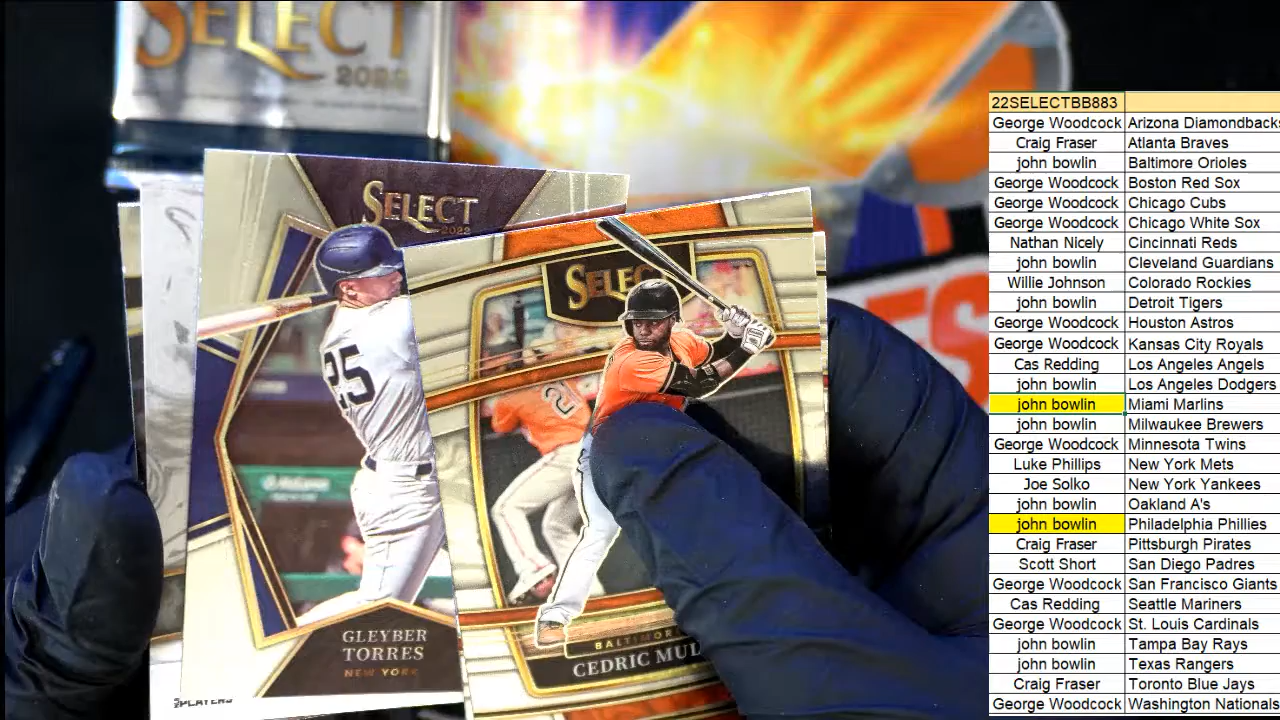 SELECT
2022
SELECT
2022
25
GLEYBER
TORRES
NEW YORK
PLAYERS
SELEC
2
BALTIMOR
CEDRIC MUL
ES
22SELECTBB883
George Woodcock Arizona Diamondbacks
Craig Fraser Atlanta Braves
john bowlin Baltimore Orioles
George Woodcock Boston Red Sox
George Woodcock Chicago Cubs
George Woodcock Chicago White Sox
Nathan Nicely Cincinnati Reds
john bowlin Cleveland Guardians
Willie Johnson Colorado Rockies
john bowlin Detroit Tigers
George Woodcock Houston Astros
George Woodcock Kansas City Royals
Cas Redding Los Angeles Angels
john bowlin Los Angeles Dodgers
john bowlin Miami Marlins
john bowlin Milwaukee Brewers
George Woodcock Minnesota Twins
Luke Phillips New York Mets
Joe Solko New York Yankees
john bowlin Oakland A's
john bowlin Philadelphia Phillies
Craig Fraser Pittsburgh Pirates
Scott Short San Diego Padres
George Woodcock San Francisco Giants
Cas Redding Seattle Mariners
George Woodcock St. Louis Cardinals
john bowlin Tampa Bay Rays
john bowlin Texas Rangers
Craig Fraser Toronto Blue Jays
George Woodcock Washington Nationals